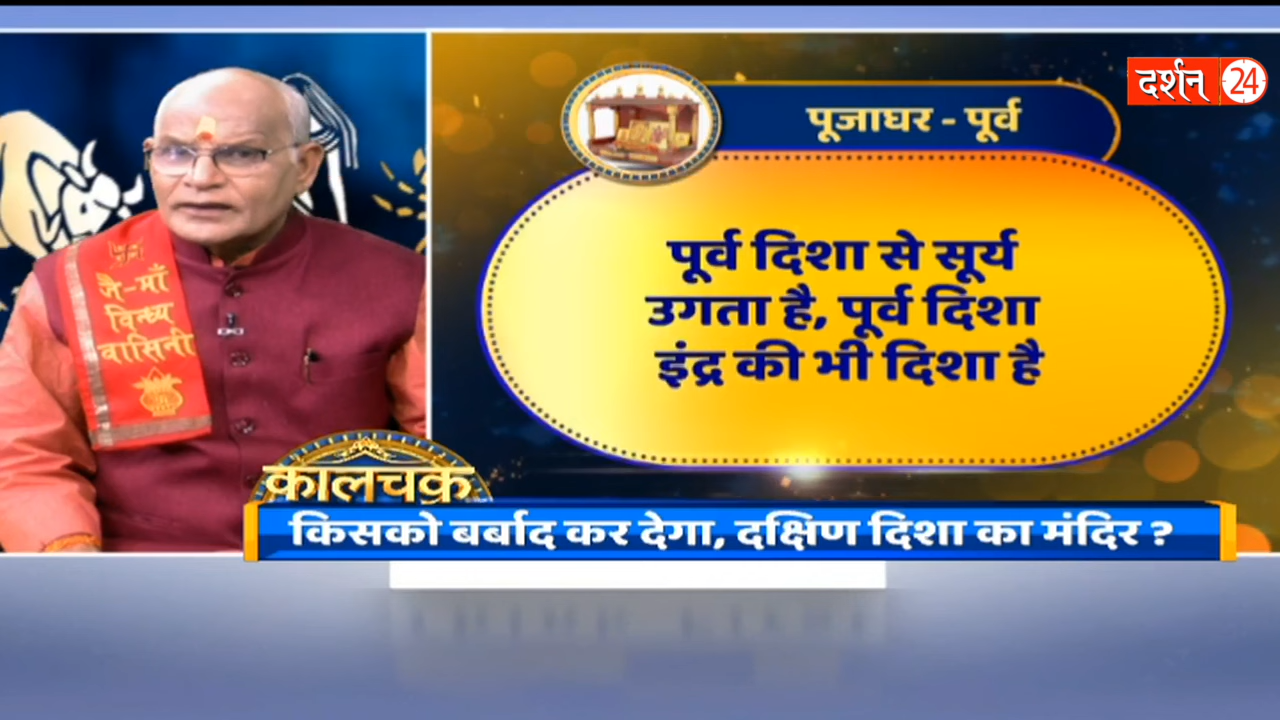 दर्शन 24
पूजाघर - पूर्व
पूर्व दिशा से सूर्य
उगता है, पूर्व दिशा
इंद्र की भी दिशा है
जै-माँ
विन्ध्य
वासिनी
कालचक्र
किसको बर्बाद कर देगा, दक्षिण दिशा का मंदिर ?